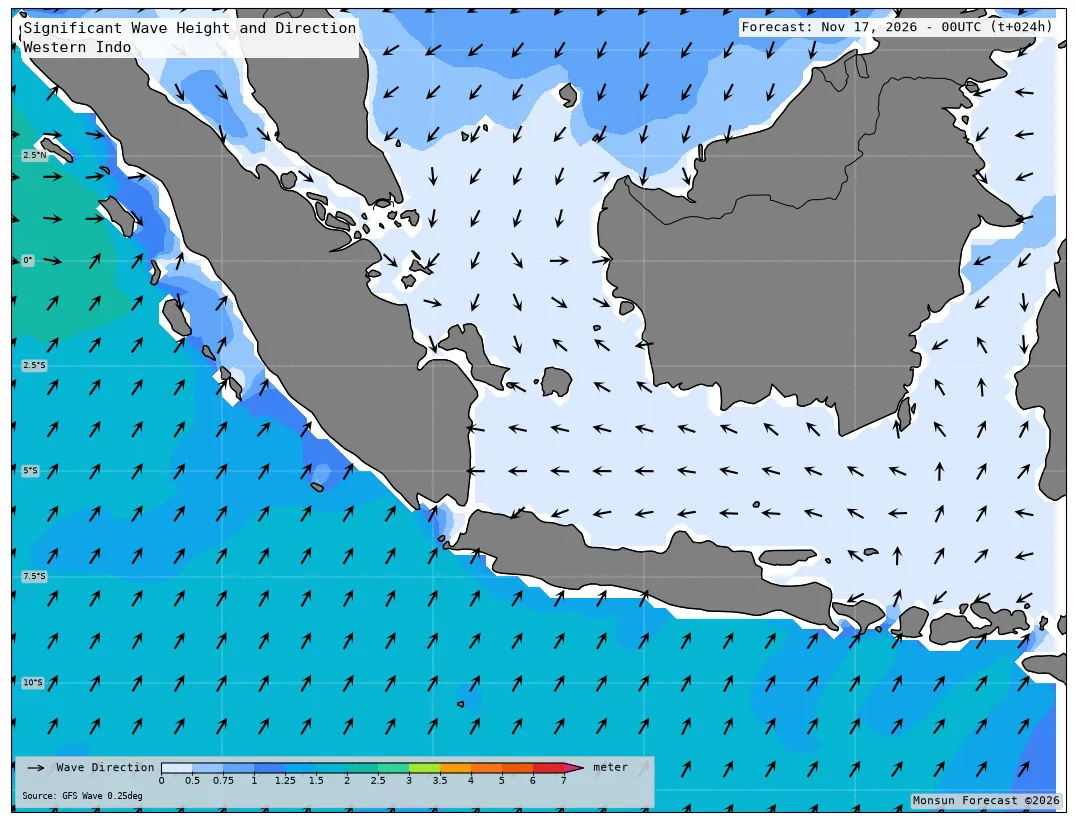 Significant Wave Height and Direction
Western Indo
Forecast: Nov 17, 2026 - 00UTC (t+024h)
2.5°N
0°
2.5°S
5°S
7.5°S
10°S
Wave Direction
0 0.5 0.75 1 1.25 1.5 2 2.5 3 3.5 4 5 6 7
meter
Source: GFS Wave 0.25deg
Monsun Forecast ©2026